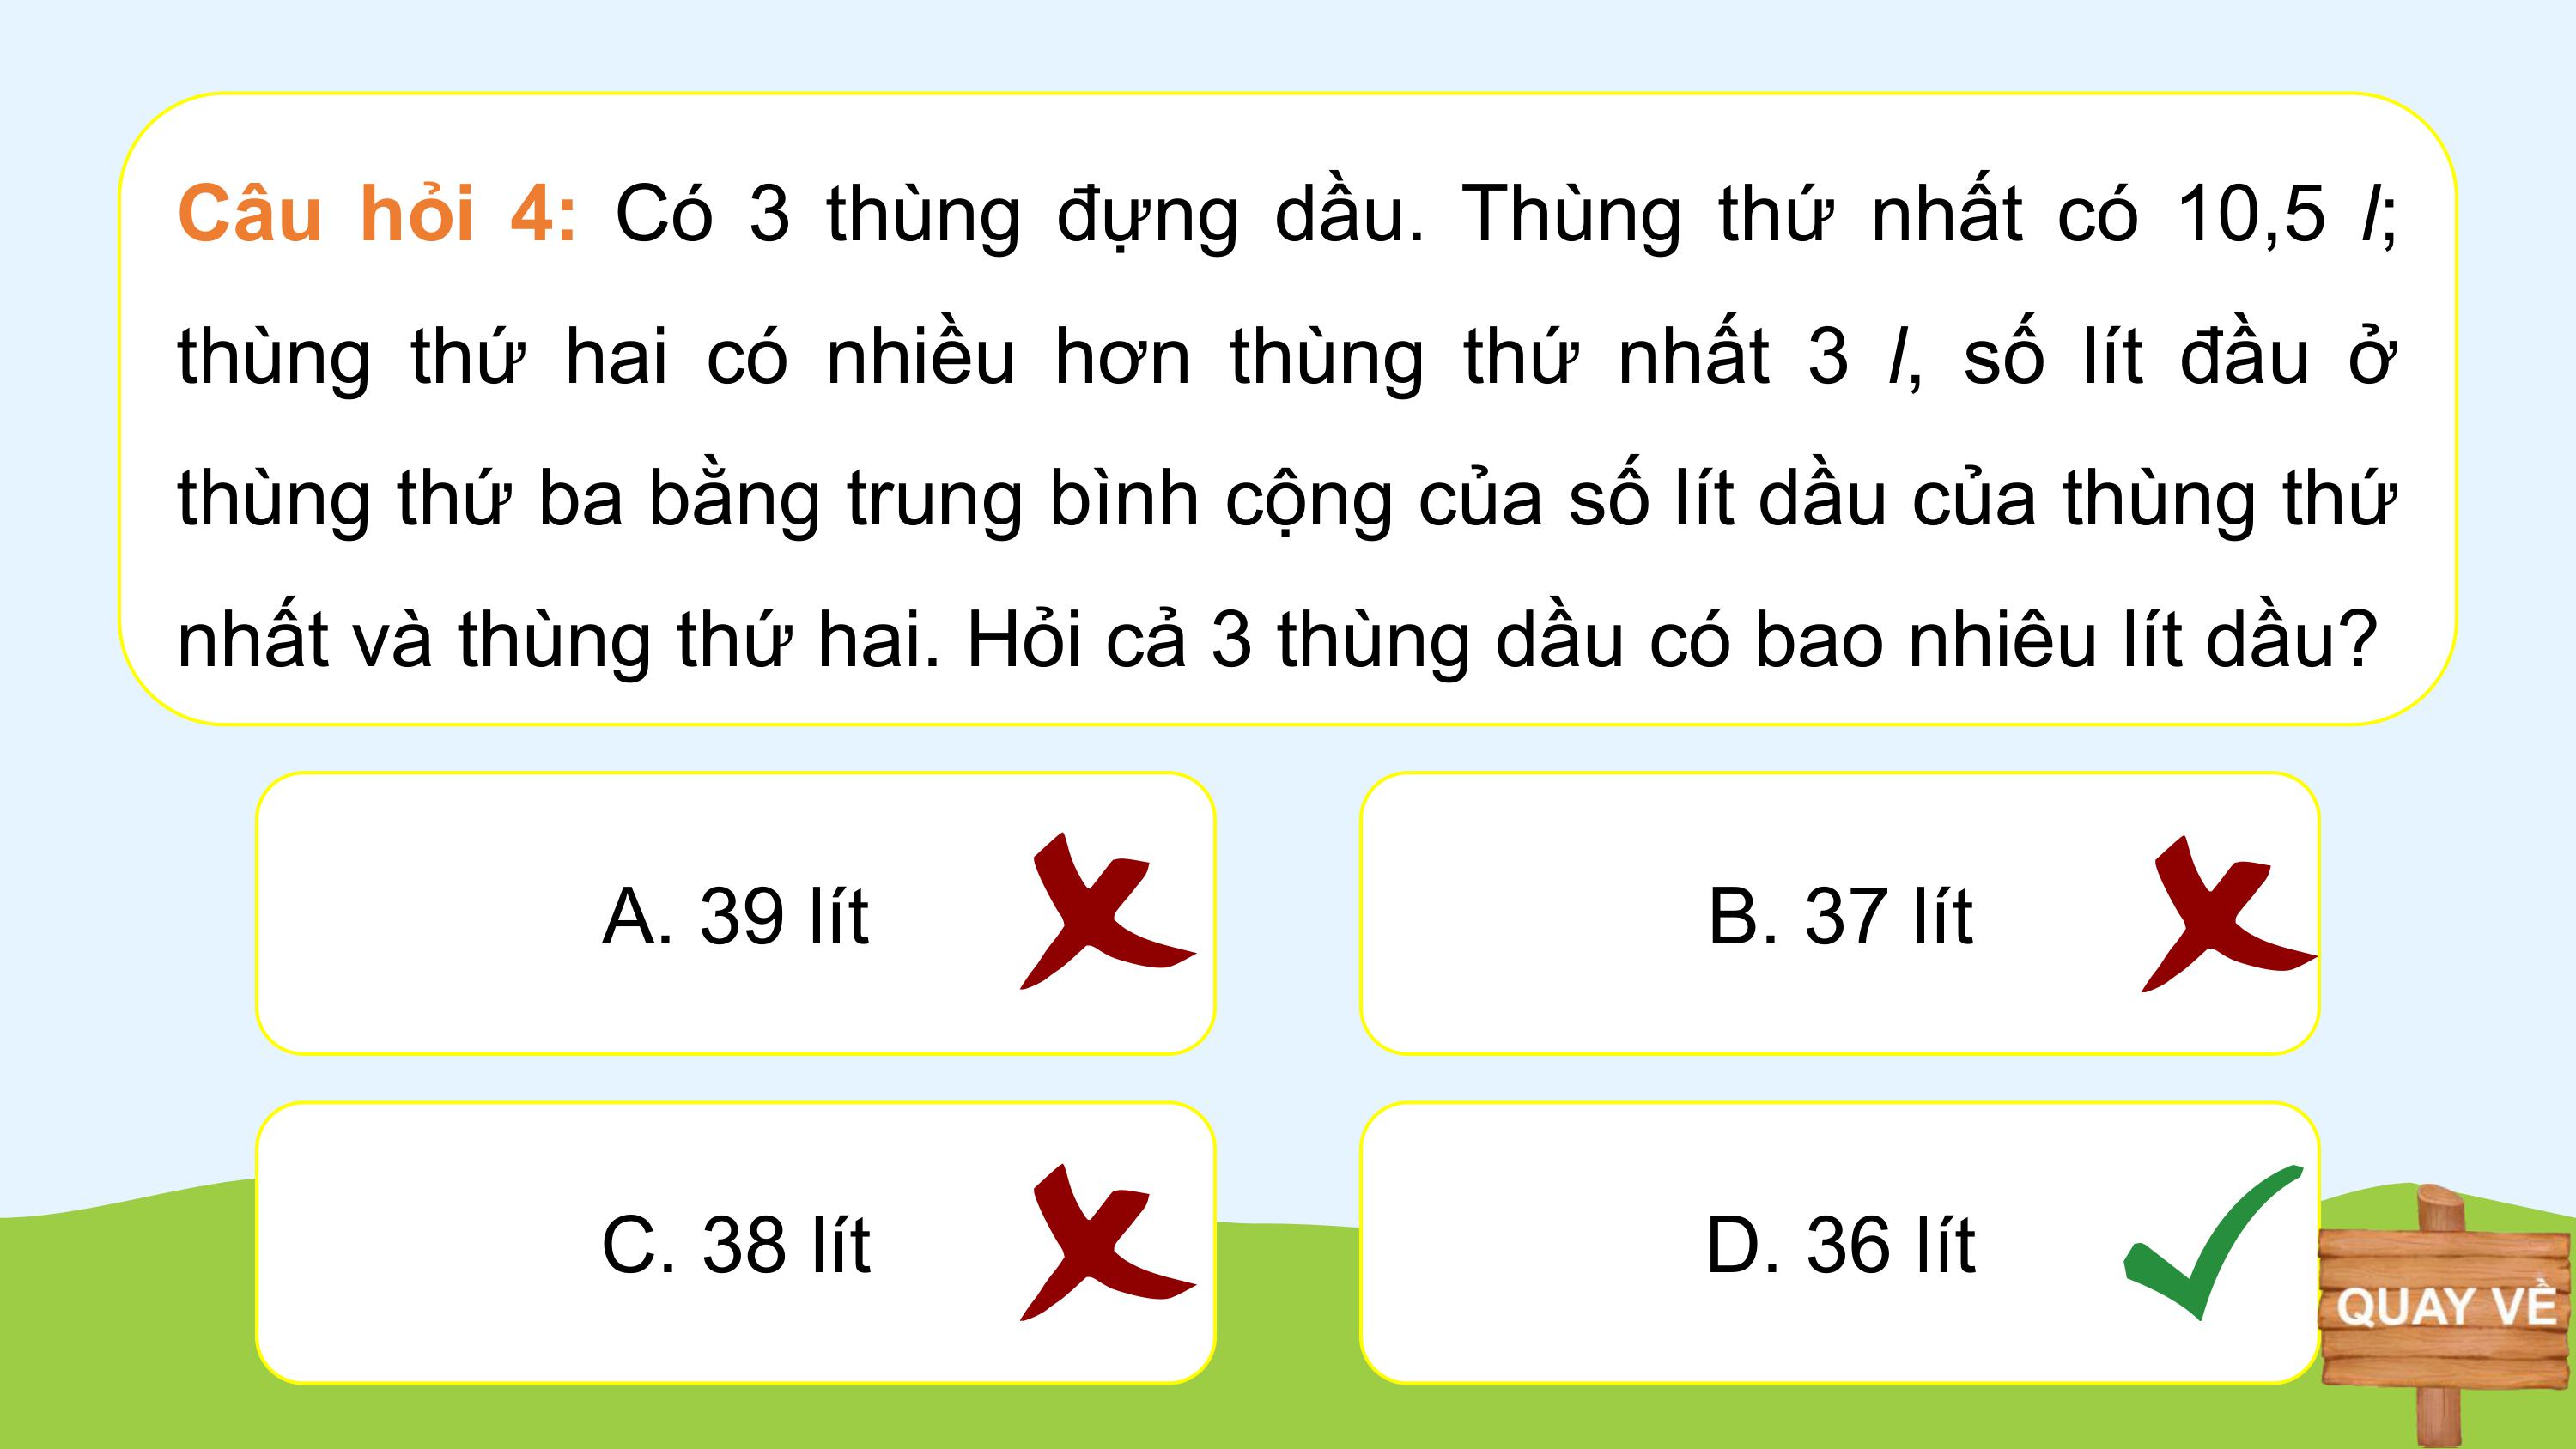 Câu hỏi 4: Có 3 thùng đựng dầu. Thùng thứ nhất có 10,5 l;
thùng thứ hai có nhiều hơn thùng thứ nhất 3 l, số lít đầu ở
thùng thứ ba bằng trung bình cộng của số lít dầu của thùng thứ
nhất và thùng thứ hai. Hỏi cả 3 thùng dầu có bao nhiêu lít dầu?
A. 39 lít
B. 37 lít
C. 38 lít
D. 36 lít
QUAY VỀ